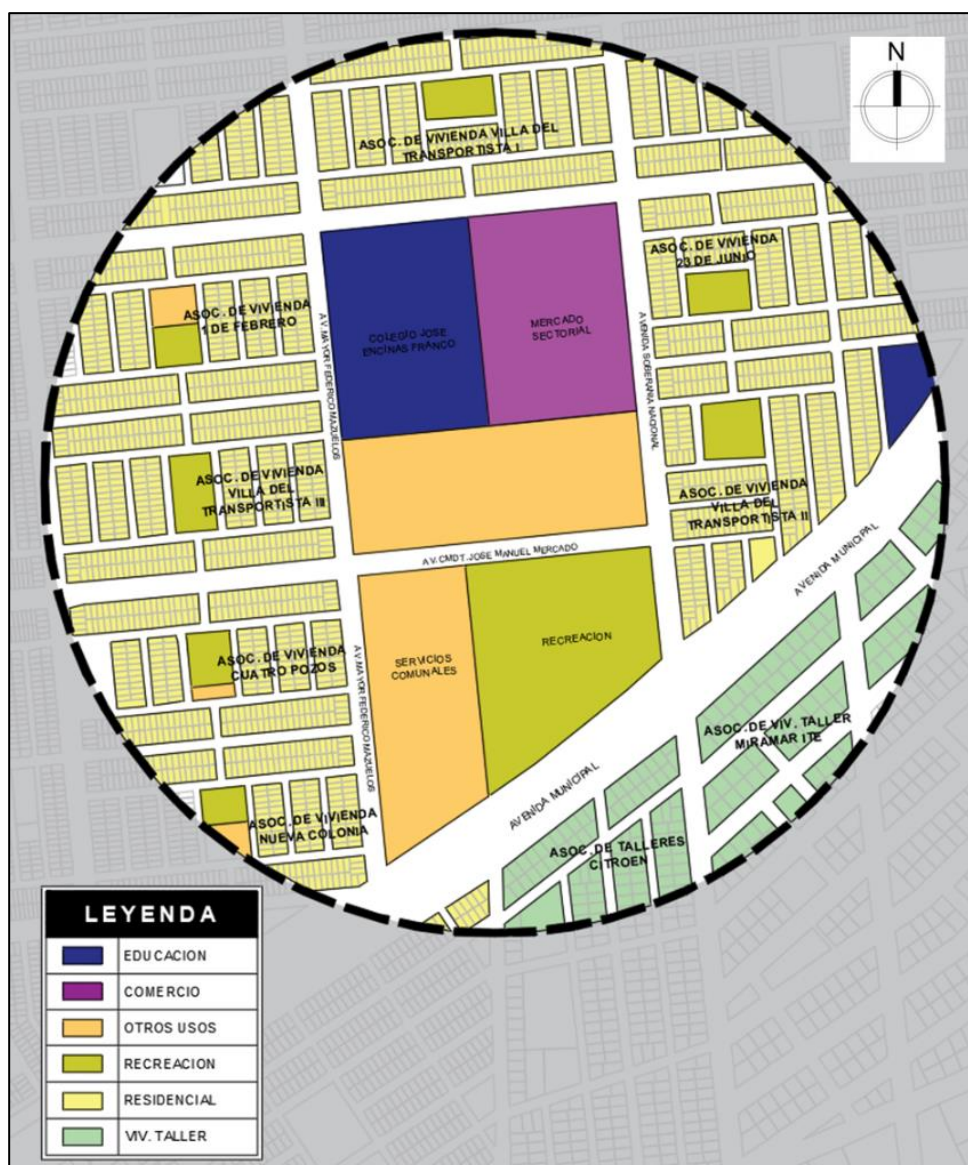 N
ASOC. DE VIVIENDA VILLA DEL
TRANSPORTISTA I
ASOC. DE VIVIENDA
23 DE JUNIO
ASOC. DE VIVIENDA
1 DE FEBRERO
AV. MAYOR FEDERICO MAZUELOS
COLEGIO JOSE
ENCINAS FRANCO
MERCADO
SECTORIAL
AVENIDA SOBERANIA NACIONAL
ASOC. DE VIVIENDA
VILLA DEL
TRANSPORTISTA III
ASOC. DE VIVIENDA
VILLA DEL
TRANSPORTISTA II
AV. CMDT. JOSE MANUEL MERCADO
AVENIDA MUNICIPAL
ASOC. DE VIVIENDA
CUATRO POZOS
AV. MAYOR FEDERICO MAZUELOS
SERVICIOS
COMUNALES
RECREACION
ASOC. DE VIV. TALLER
MIRAMAR ITE
AVENIDA MUNICIPAL
ASOC. DE VIVIENDA
NUEVA COLONIA
ASOC. DE TALLERES
CITROEN
LEYENDA
EDUCACION
COMERCIO
OTROS USOS
RECREACION
RESIDENCIAL
VIV. TALLER